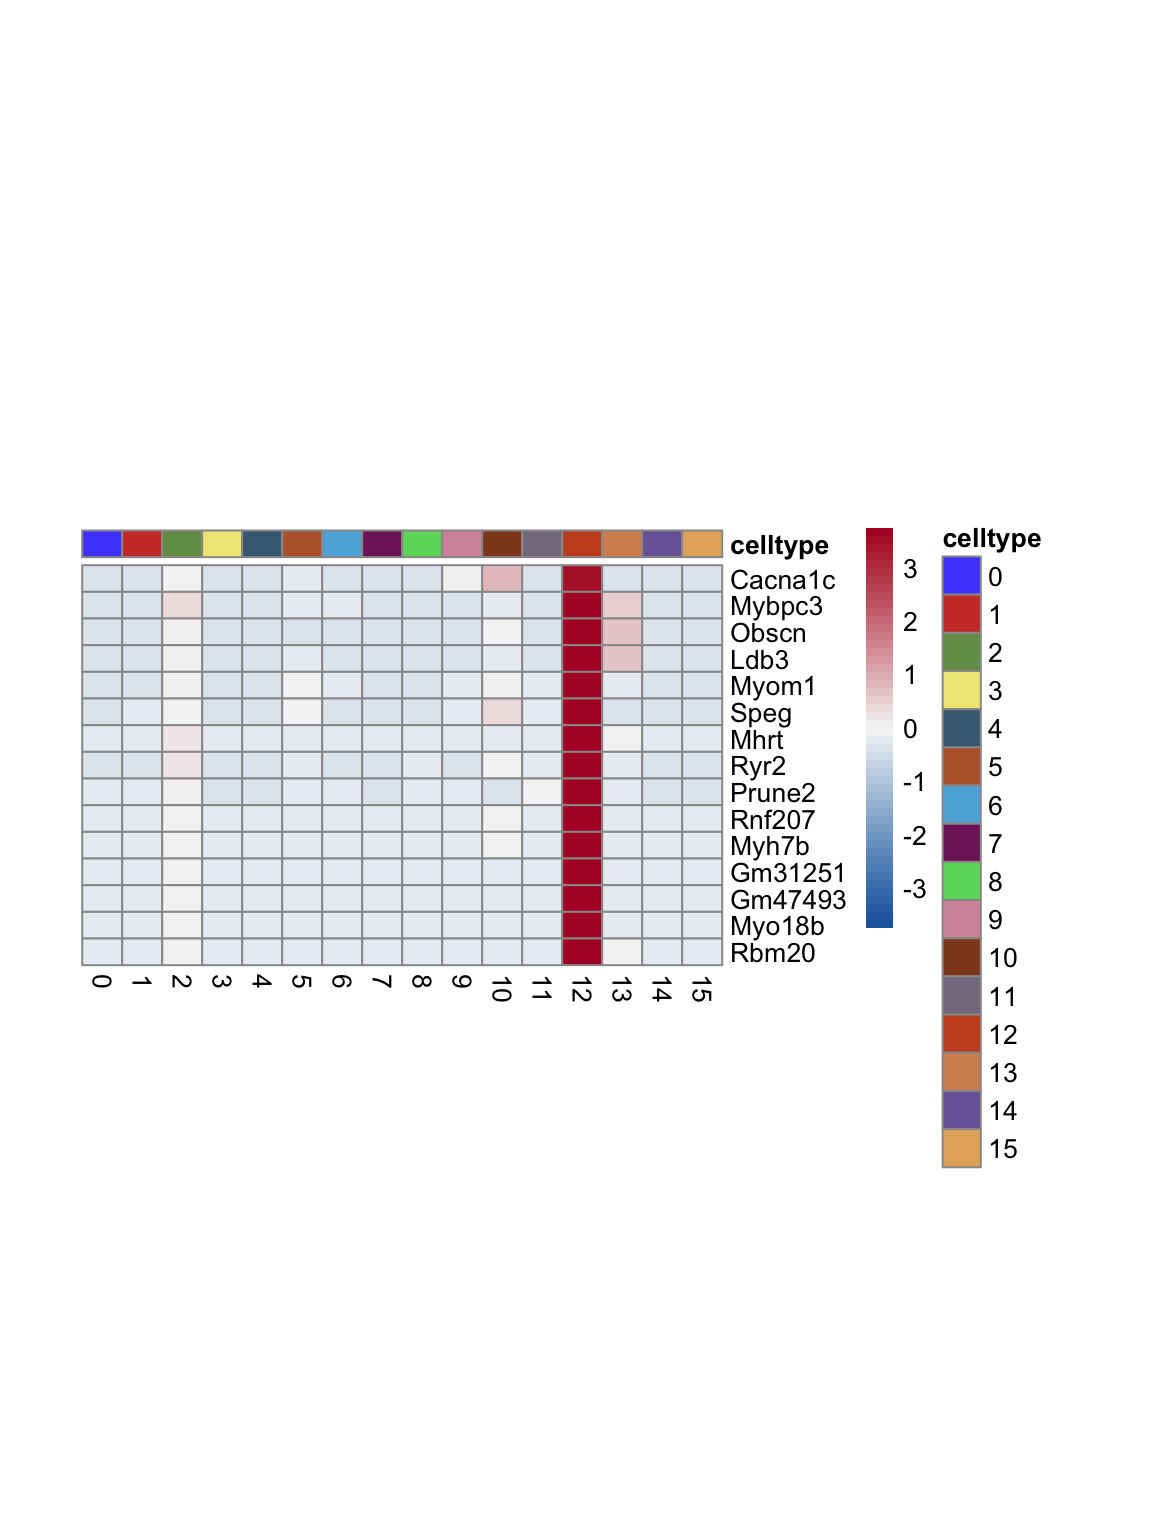 celltype
Cacna1c
Mybpc3
Obscn
Ldb3
Myom1
Speg
Mhrt
Ryr2
Prune2
Rnf207
Myh7b
Gm31251
Gm47493
Myo18b
Rbm20
0 1 2 3 4 5 6 7 8 9 10 11 12 13 14 15
3
2
1
0
-1
-2
-3
celltype
0
1
2
3
4
5
6
7
8
9
10
11
12
13
14
15